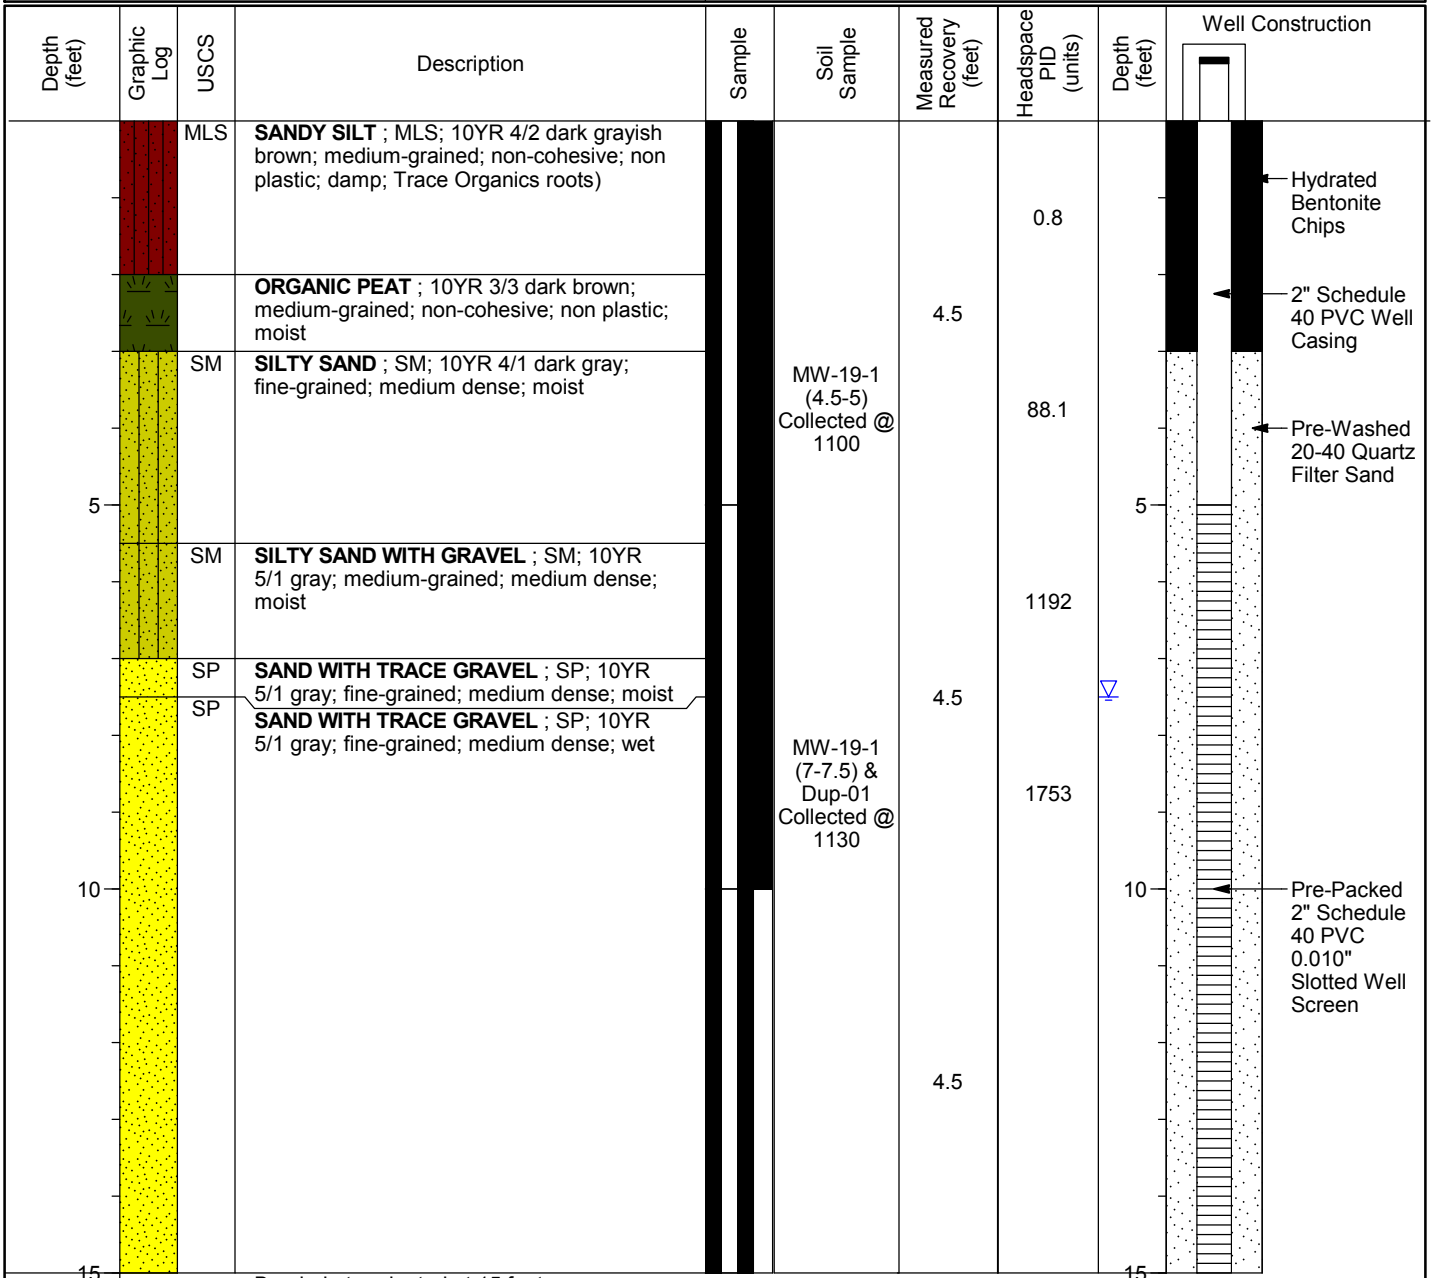 Depth
(feet)
Graphic
Log
USCS
Description
Sample
Soil
Sample
Measured
Recovery
(feet)
Headspace
PID
(units)
Depth
(feet)
Well Construction
MLS
SANDY SILT ; MLS; 10YR 4/2 dark grayish
brown; medium-grained; non-cohesive; non
plastic; damp; Trace Organics roots)
0.8
Hydrated
Bentonite
Chips
ORGANIC PEAT ; 10YR 3/3 dark brown;
medium-grained; non-cohesive; non plastic;
moist
4.5
2" Schedule
40 PVC Well
Casing
SM
SILTY SAND ; SM; 10YR 4/1 dark gray;
fine-grained; medium dense; moist
MW-19-1
(4.5-5)
Collected @
1100
88.1
Pre-Washed
20-40 Quartz
Filter Sand
5
5
SM
SILTY SAND WITH GRAVEL ; SM; 10YR
5/1 gray; medium-grained; medium dense;
moist
1192
SP
SAND WITH TRACE GRAVEL ; SP; 10YR
5/1 gray; fine-grained; medium dense; moist
4.5
SP
SAND WITH TRACE GRAVEL ; SP; 10YR
5/1 gray; fine-grained; medium dense; wet
MW-19-1
(7-7.5) &
Dup-01
Collected @
1130
1753
10
10
Pre-Packed
2" Schedule
40 PVC
0.010"
Slotted Well
Screen
4.5
15
15